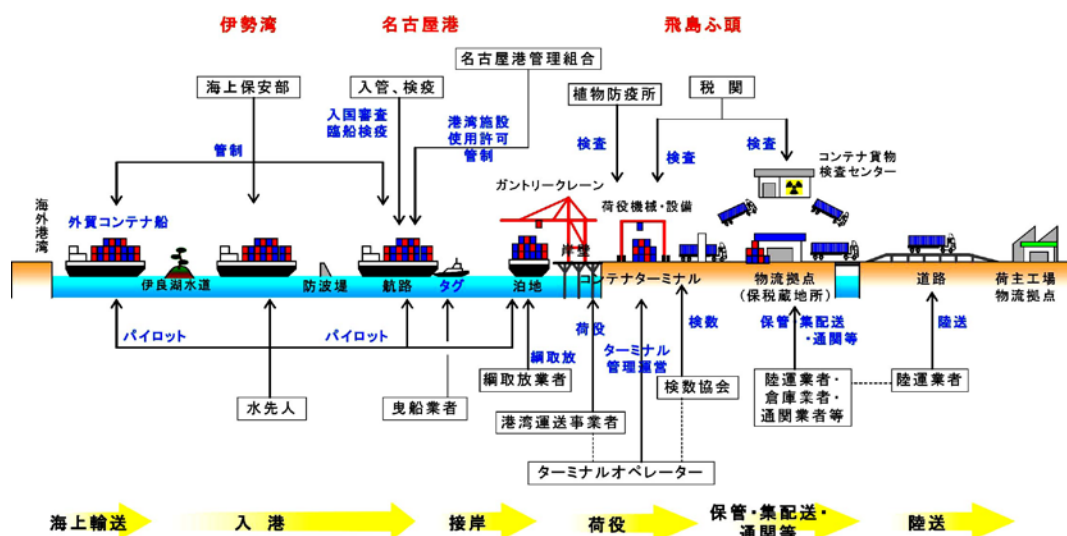 伊勢湾
名古屋港
飛島ふ頭
名古屋港管理組合
海上保安部
入管、検疫
植物防疫所
税 関
入国審査
臨船検疫
港湾施設
使用許可
管制
管制
検査
検査
検査
コンテナ貨物
検査センター
ガントリークレーン
海外港湾
外貿コンテナ船
荷役機械・設備
岸壁
伊良湖水道
防波堤
航路
タグ
泊地
コンテナターミナル
物流拠点
(保税蔵地所)
道路
荷主工場
物流拠点
パイロット
パイロット
綱取放
荷役
ターミナル
管理運営
検数
保管・集配送
・通関等
陸送
水先人
曳船業者
綱取放業者
港湾運送事業者
検数協会
陸運業者・
倉庫業者・
通関業者等
陸運業者
ターミナルオペレーター
海上輸送
入 港
接岸
荷役
保管・集配送・
通関等
陸送